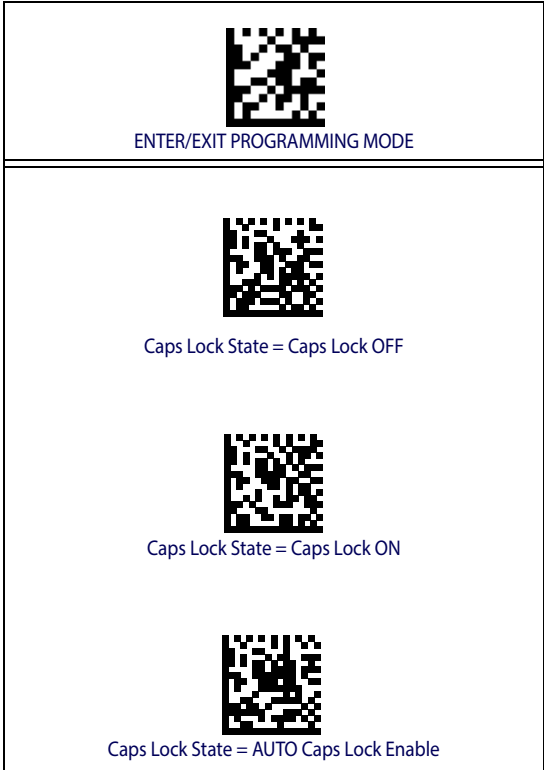 ENTER/EXIT PROGRAMMING MODE
Caps Lock State = Caps Lock OFF
Caps Lock State = Caps Lock ON
Caps Lock State = AUTO Caps Lock Enable